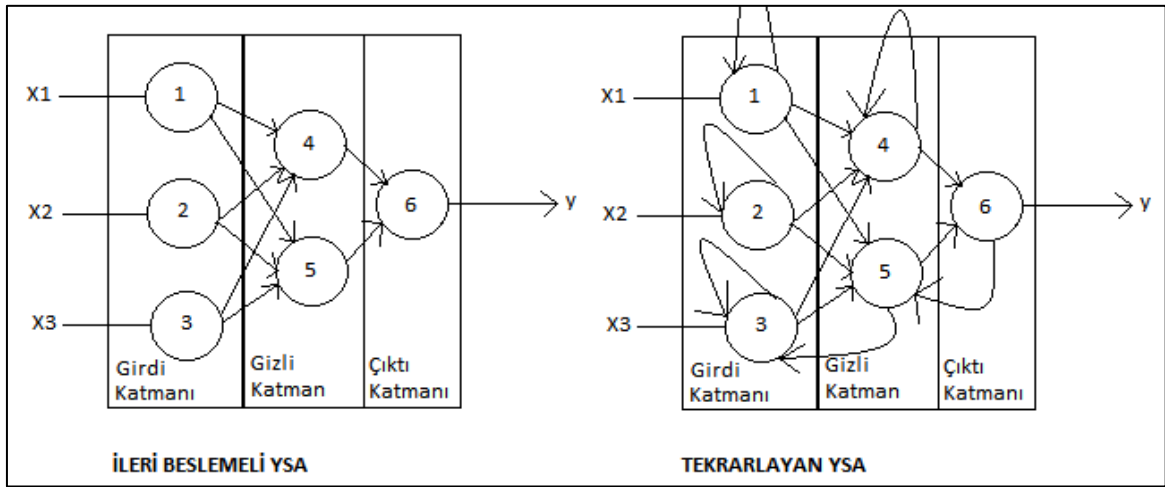 X1
1
4
X2
2
6
y
5
X3
3
Girdi
Katmanı
Gizli
Katman
Çıktı
Katmanı
İLERİ BESLEMELİ YSA
X1
1
4
X2
2
6
y
5
X3
3
Girdi
Katmanı
Gizli
Katman
Çıktı
Katmanı
TEKRARLAYAN YSA